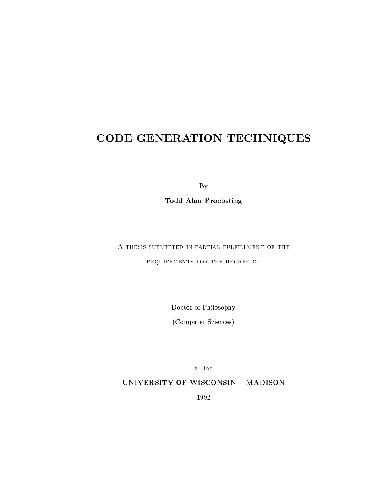 CODE GENERATION TECHNIQUES
By
Todd Alan Proebsting
A THESIS SUBMITTED IN PARTIAL FULFILLMENT OF THE
REQUIREMENTS FOR THE DEGREE OF
Doctor of Philosophy
(Computer Sciences)
at the
UNIVERSITY OF WISCONSIN – MADISON
1992